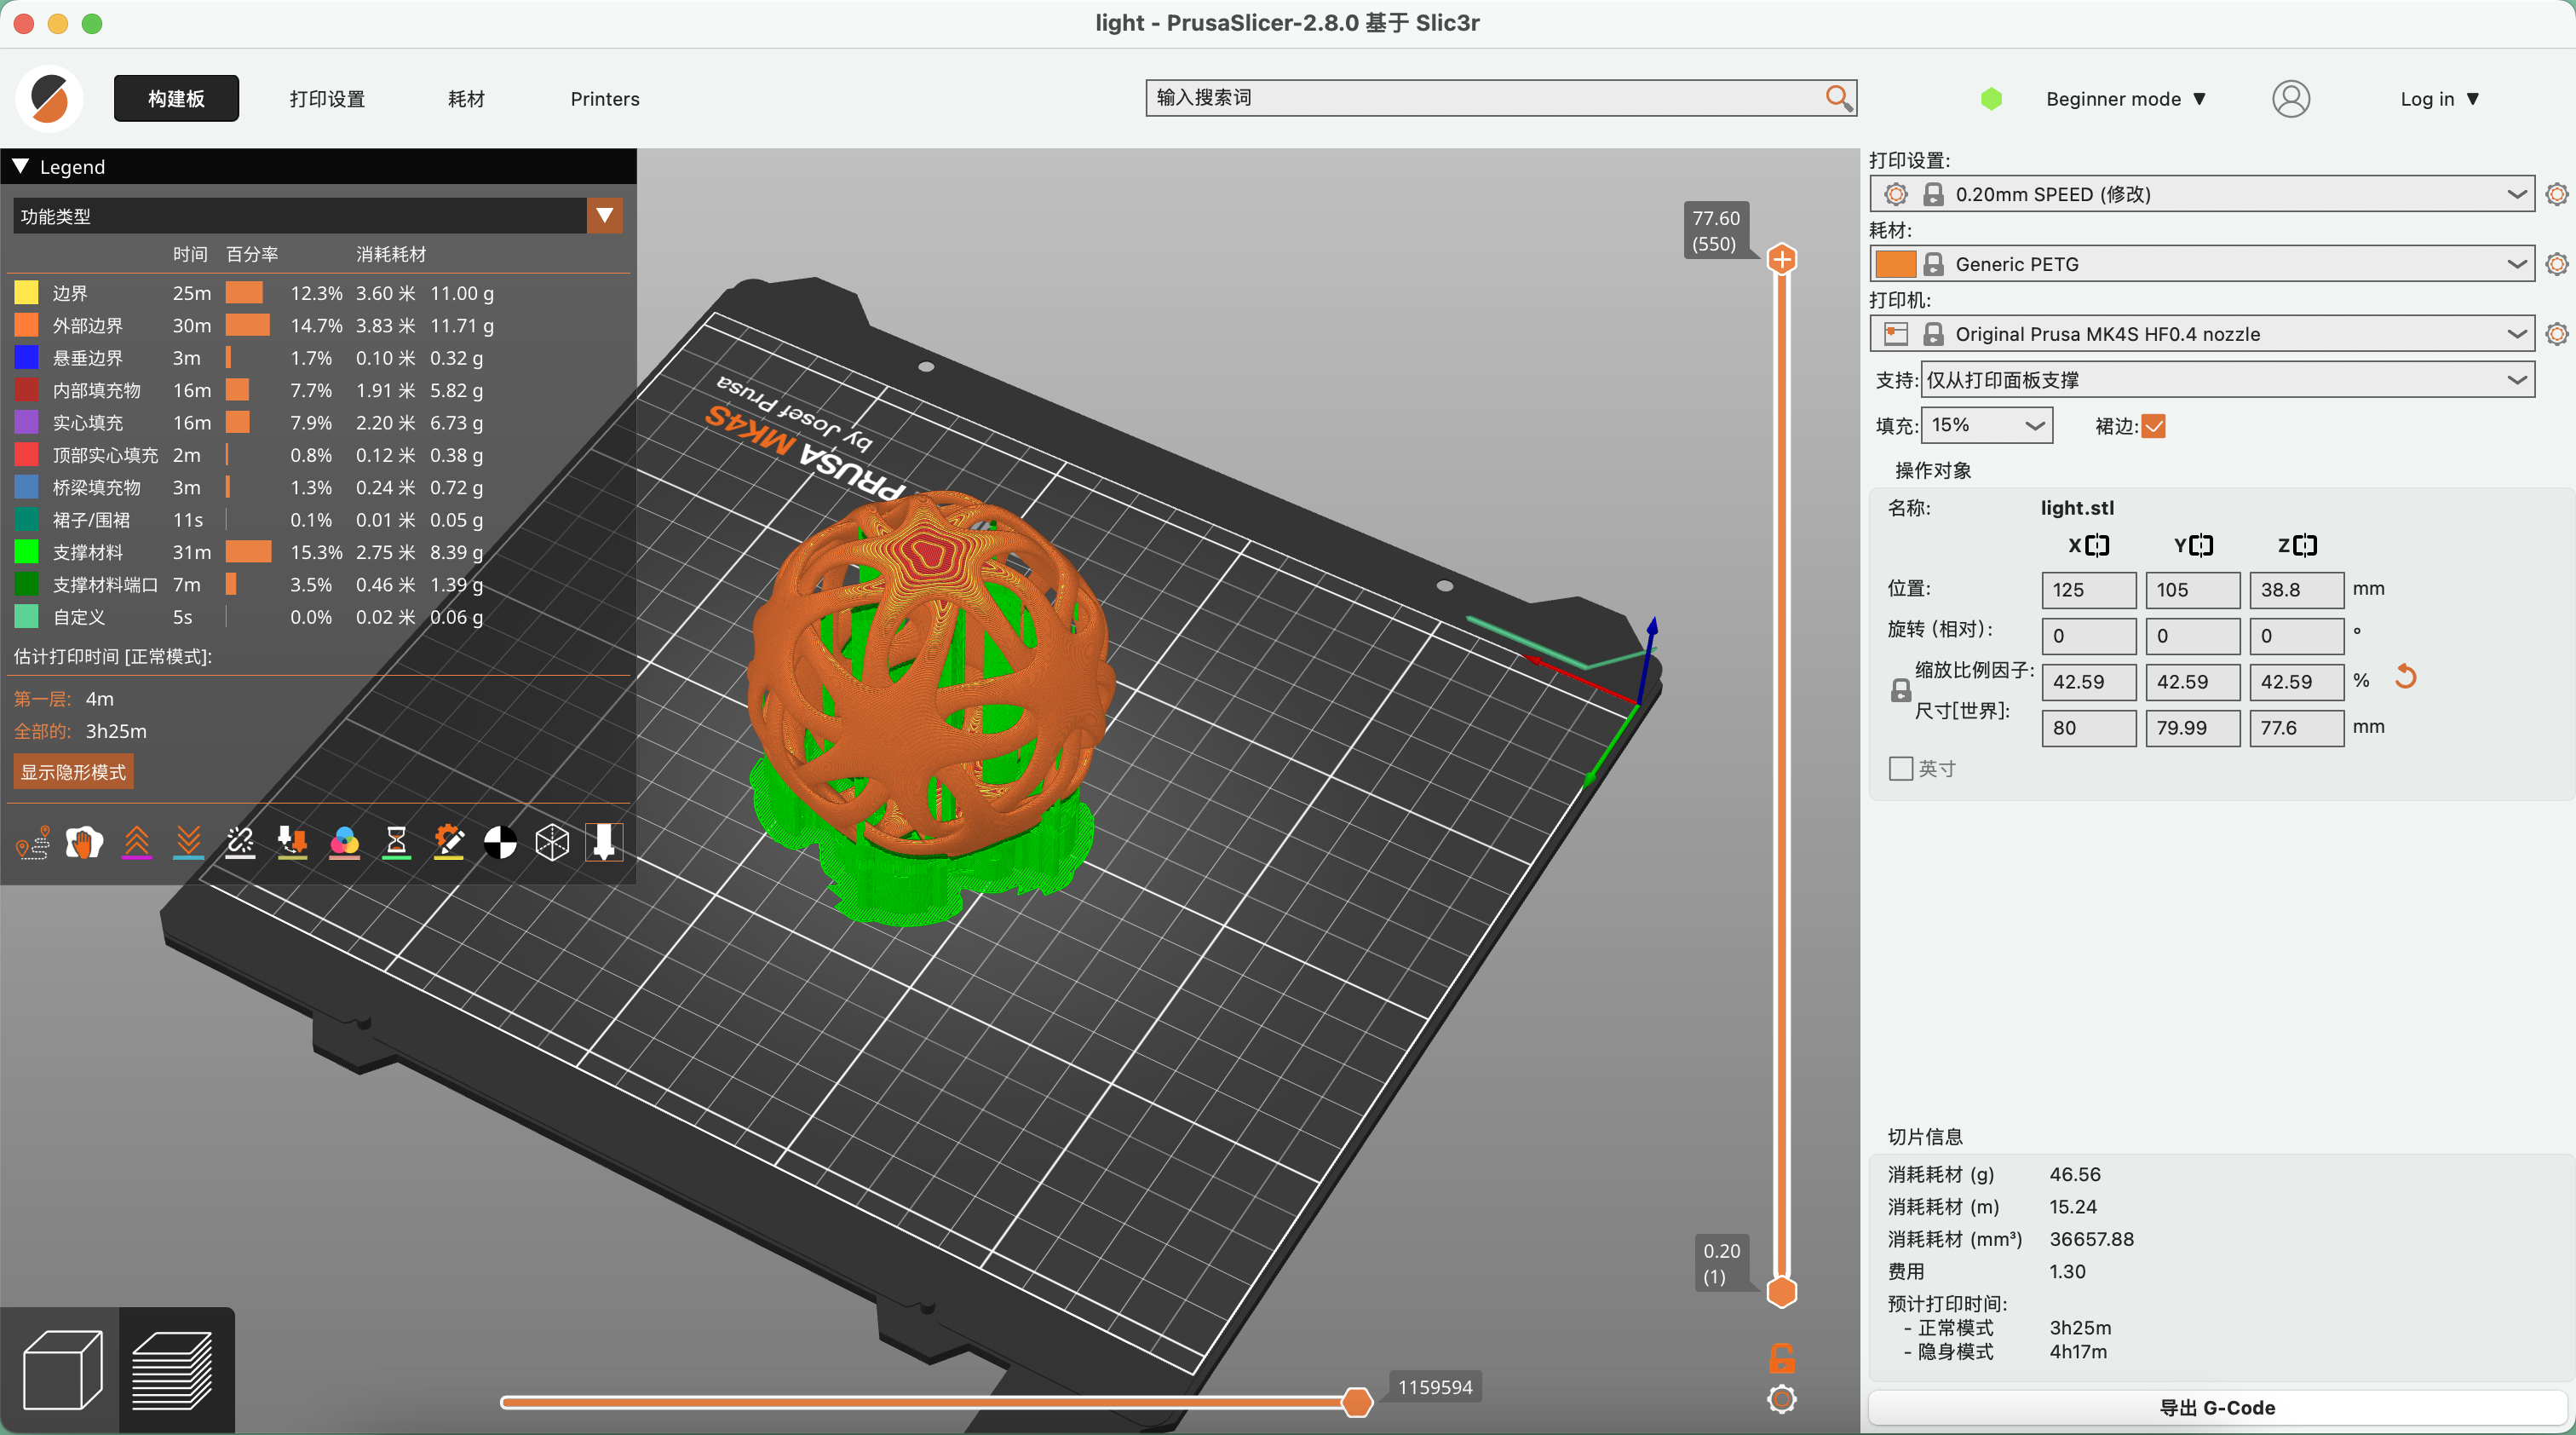 light - PrusaSlicer-2.8.0 基于 Slic3r
构建板 打印设置 耗材 Printers 输入搜索词 Beginner mode ▼ Log in ▼
Legend
功能类型
时间 百分率 消耗耗材
边界 25m 12.3% 3.60 米 11.00 g
外部边界 30m 14.7% 3.83 米 11.71 g
悬垂边界 3m 1.7% 0.10 米 0.32 g
内部填充物 16m 7.7% 1.91 米 5.82 g
实心填充 16m 7.9% 2.20 米 6.73 g
顶部实心填充 2m 0.8% 0.12 米 0.38 g
桥梁填充物 3m 1.3% 0.24 米 0.72 g
裙子/围裙 11s 0.1% 0.01 米 0.05 g
支撑材料 31m 15.3% 2.75 米 8.39 g
支撑材料端口 7m 3.5% 0.46 米 1.39 g
自定义 5s 0.0% 0.02 米 0.06 g
估计打印时间 [正常模式]:
第一层: 4m
全部的: 3h25m
显示隐形模式
PRUSA MK4S
by Josef Prusa
77.60
(550)
0.20
(1)
1159594
打印设置:
0.20mm SPEED (修改)
耗材:
Generic PETG
打印机:
Original Prusa MK4S HF0.4 nozzle
支持: 仅从打印面板支撑
填充: 15% 裙边:
操作对象
名称: light.stl
X Y Z
位置: 125 105 38.8 mm
旋转 (相对): 0 0 0 °
缩放比例因子: 42.59 42.59 42.59 %
尺寸[世界]: 80 79.99 77.6 mm
英寸
切片信息
消耗耗材 (g) 46.56
消耗耗材 (m) 15.24
消耗耗材 (mm³) 36657.88
费用 1.30
预计打印时间:
- 正常模式 3h25m
- 隐身模式 4h17m
导出 G-Code